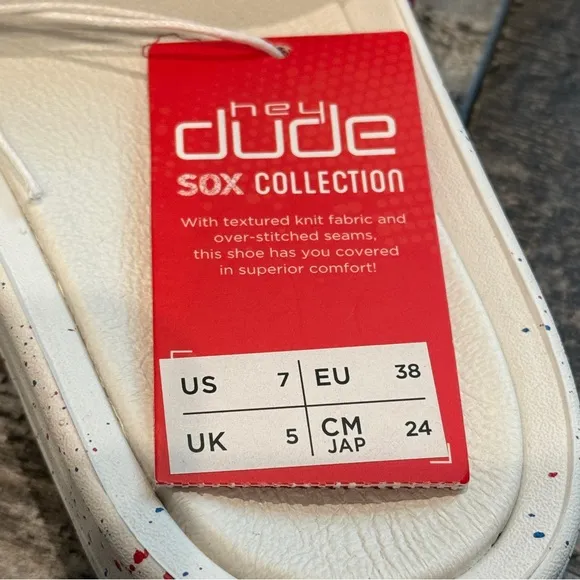 hey
dude
SOX COLLECTION
With textured knit fabric and
over-stitched seams,
this shoe has you covered
in superior comfort!
US 7 EU 38
UK 5 CM JAP 24